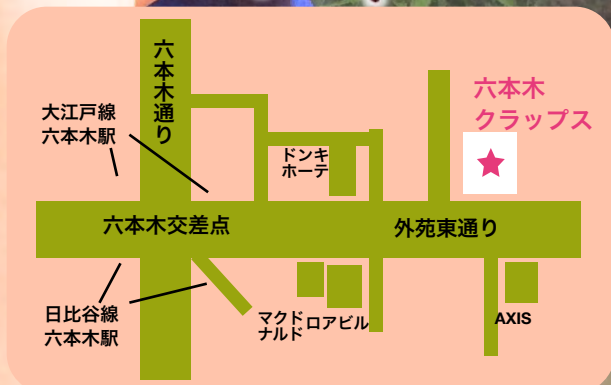 六本木通り
六本木
クラップス
大江戸線
六本木駅
ドンキ
ホーテ
六本木交差点
外苑東通り
日比谷線
六本木駅
マクド
ナルド
ロアビル
AXIS